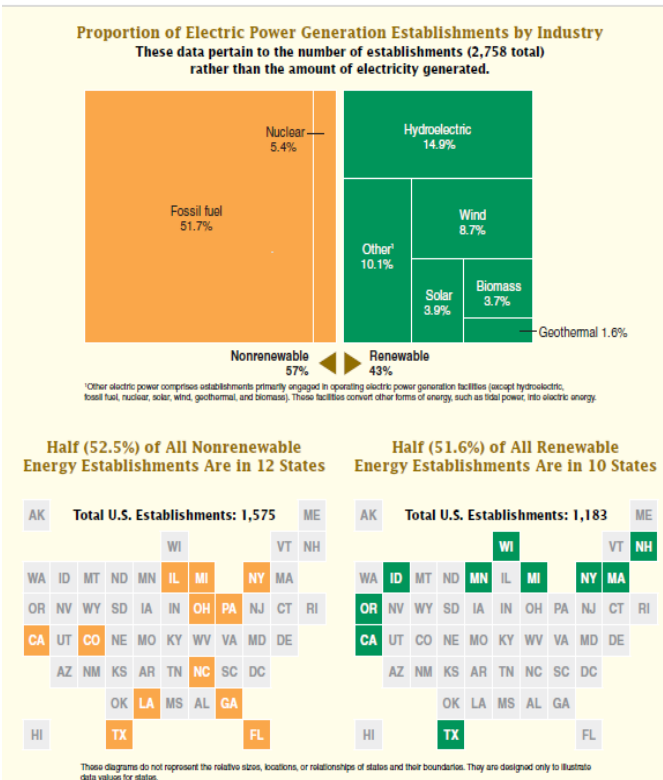 Proportion of Electric Power Generation Establishments by Industry
These data pertain to the number of establishments (2,758 total)
rather than the amount of electricity generated.
Nuclear
5.4%
Fossil fuel
51.7%
Hydroelectric
14.9%
Wind
8.7%
Other¹
10.1%
Solar
3.9%
Biomass
3.7%
Geothermal 1.6%
Nonrenewable
57%
Renewable
43%
¹Other electric power comprises establishments primarily engaged in operating electric power generation facilities (except hydroelectric,
fossil fuel, nuclear, solar, wind, geothermal, and biomass). These facilities convert other forms of energy, such as tidal power, into electric energy.
Half (52.5%) of All Nonrenewable
Energy Establishments Are in 12 States
Total U.S. Establishments: 1,575
AK ME
WI VT NH
WA ID MT ND MN IL MI NY MA
OR NV WY SD IA IN OH PA NJ CT RI
CA UT CO NE MO KY WV VA MD DE
AZ NM KS AR TN NC SC DC
OK LA MS AL GA
HI TX FL
Half (51.6%) of All Renewable
Energy Establishments Are in 10 States
Total U.S. Establishments: 1,183
AK ME
WI VT NH
WA ID MT ND MN IL MI NY MA
OR NV WY SD IA IN OH PA NJ CT RI
CA UT CO NE MO KY WV VA MD DE
AZ NM KS AR TN NC SC DC
OK LA MS AL GA
HI TX FL
These diagrams do not represent the relative sizes, locations, or relationships of states and their boundaries. They are designed only to illustrate
data values for states.